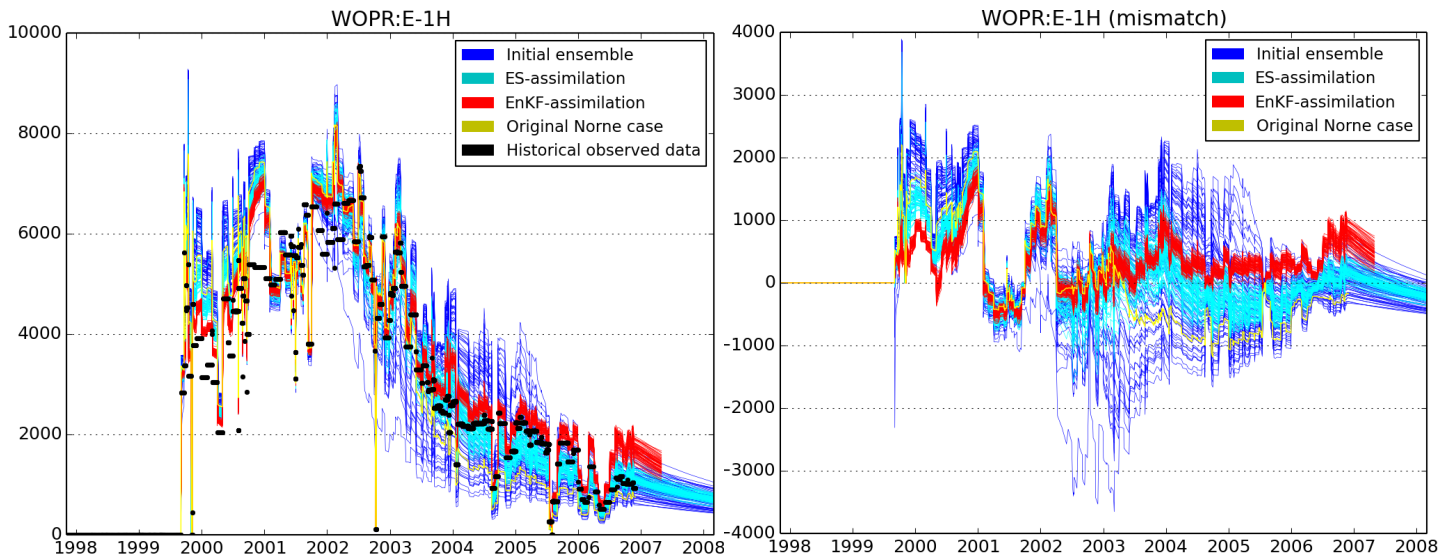 WOPR:E-1H
10000
8000
6000
4000
2000
0
1998 1999 2000 2001 2002 2003 2004 2005 2006 2007 2008
Initial ensemble
ES-assimilation
EnKF-assimilation
Original Norne case
Historical observed data
WOPR:E-1H (mismatch)
4000
3000
2000
1000
0
−1000
−2000
−3000
−4000
1998 1999 2000 2001 2002 2003 2004 2005 2006 2007 2008
Initial ensemble
ES-assimilation
EnKF-assimilation
Original Norne case